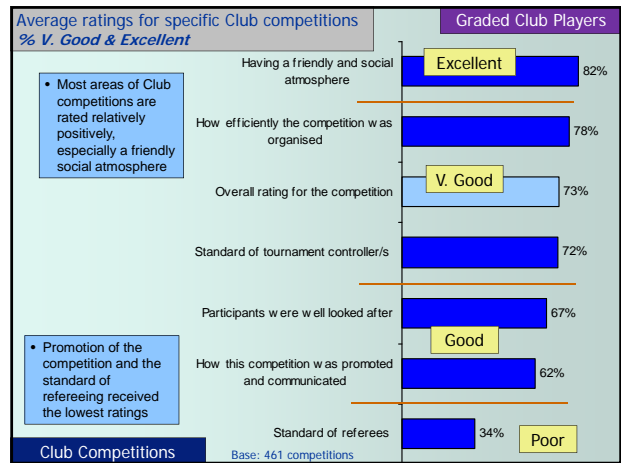 Average ratings for specific Club competitions
% V. Good & Excellent
Graded Club Players
• Most areas of Club
competitions are
rated relatively
positively,
especially a friendly
social atmosphere
Having a friendly and social
atmosphere
Excellent
82%
How efficiently the competition was
organised
78%
Overall rating for the competition
V. Good
73%
Standard of tournament controller/s
72%
Participants were well looked after
67%
• Promotion of the
competition and the
standard of
refereeing received
the lowest ratings
Good
How this competition was promoted
and communicated
62%
Standard of referees
34%
Poor
Club Competitions
Base: 461 competitions